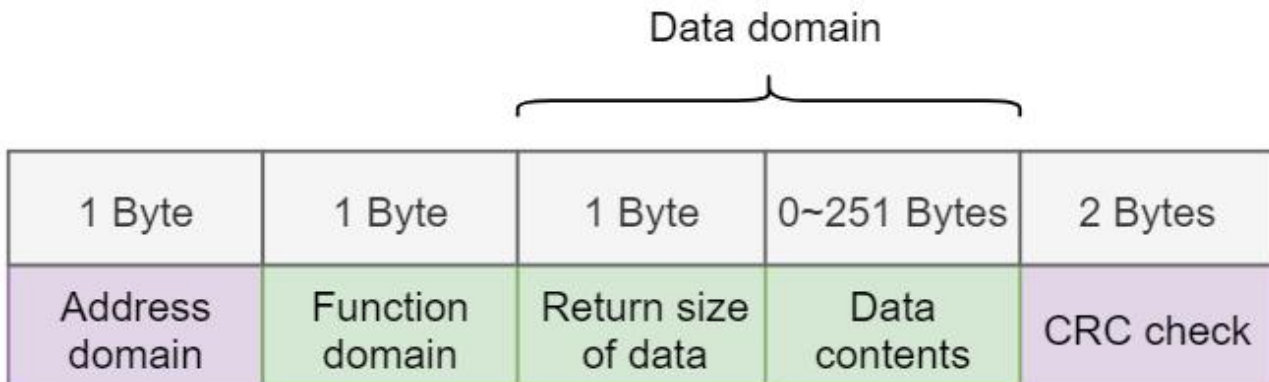 Data domain
1 Byte
1 Byte
1 Byte
0~251 Bytes
2 Bytes
Address
domain
Function
domain
Return size
of data
Data
contents
CRC check